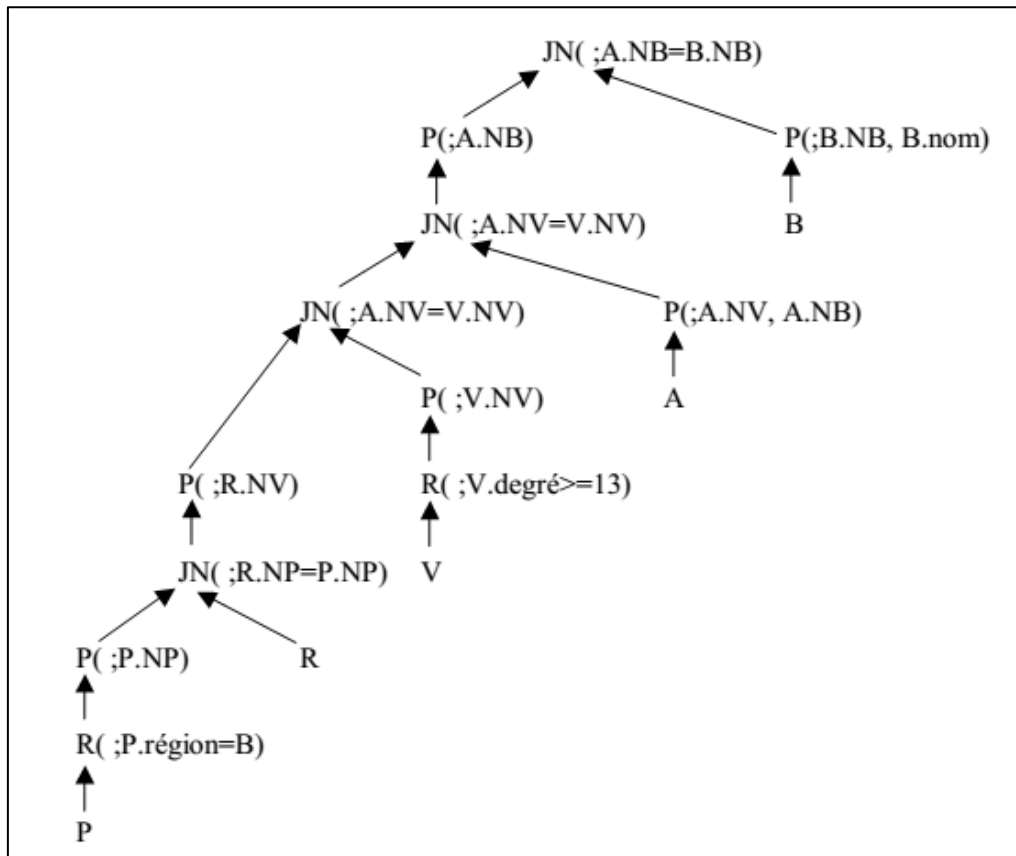 JN( ;A.NB=B.NB)
P(;A.NB)
P(;B.NB, B.nom)
JN( ;A.NV=V.NV)
B
JN( ;A.NV=V.NV)
P(;A.NV, A.NB)
P( ;V.NV)
A
P( ;R.NV)
R( ;V.degré>=13)
JN( ;R.NP=P.NP)
V
P( ;P.NP)
R
R( ;P.région=B)
P